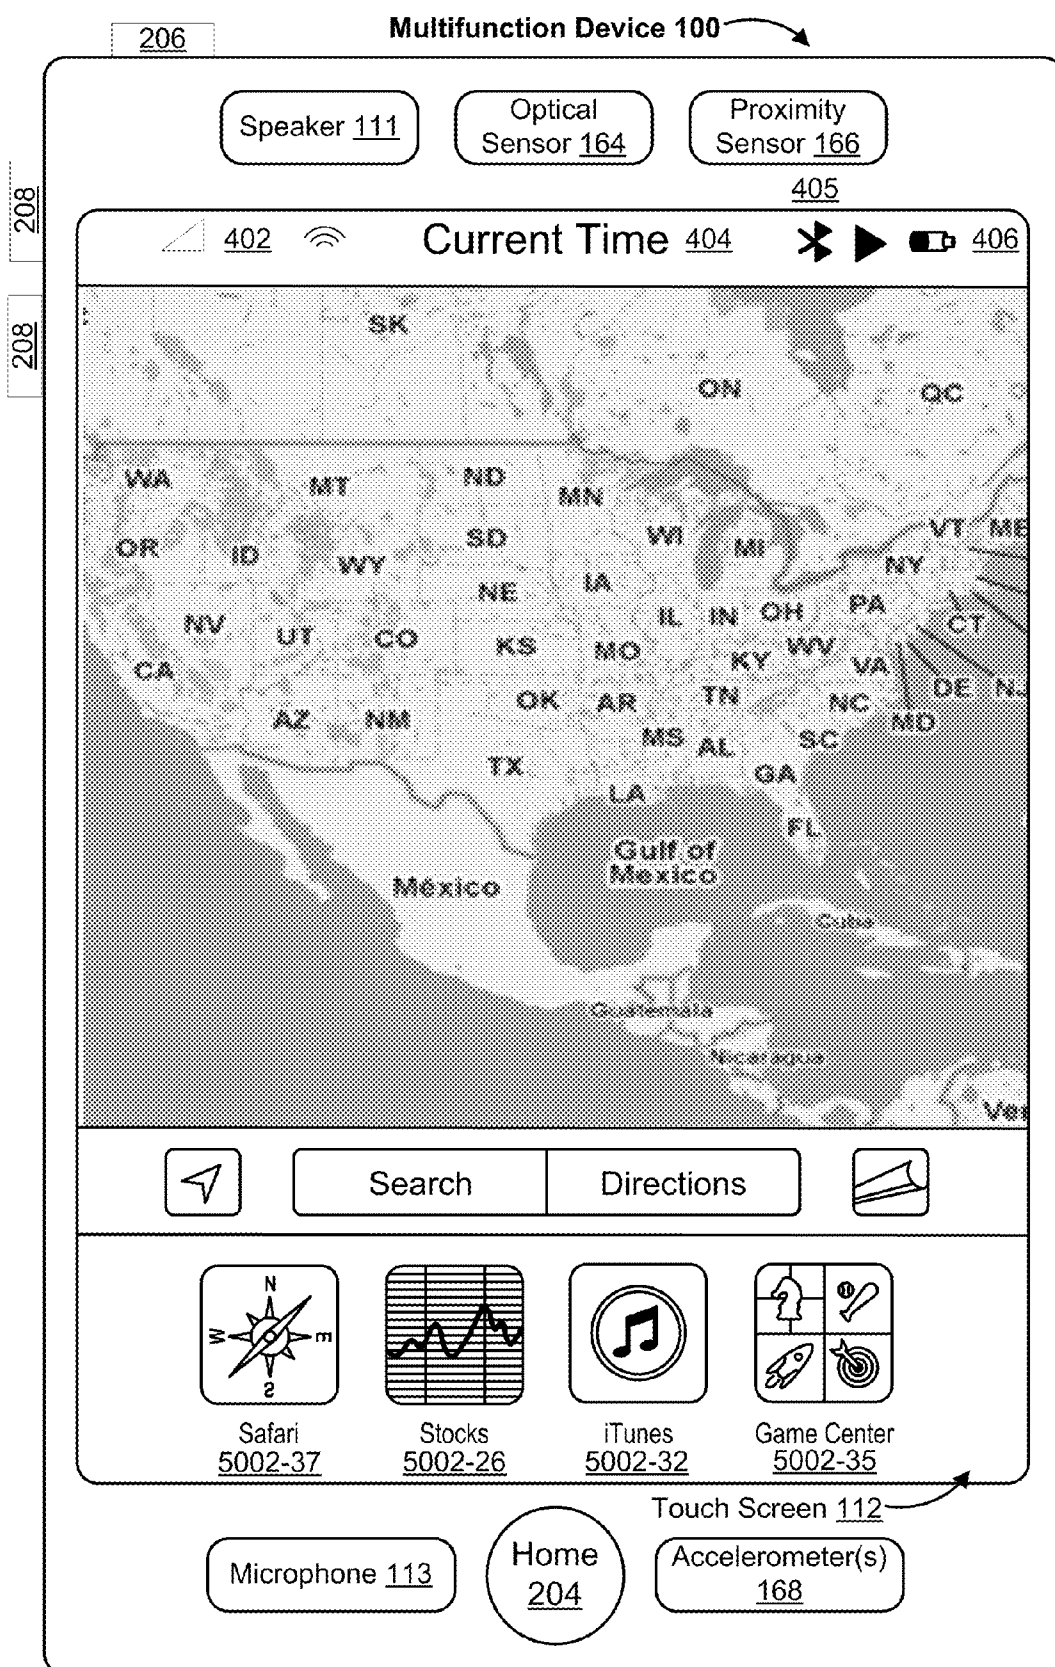 206
Multifunction Device 100
Speaker 111
Optical
Sensor 164
Proximity
Sensor 166
208
208
405
402
Current Time 404
406
SK
ON
QC
WA
MT
ND
MN
OR
ID
WY
SD
WI
MI
VT
ME
NY
NE
IA
NV
UT
CO
KS
MO
IL
IN
OH
PA
CT
CA
KY
WV
VA
DE
N.
AZ
NM
OK
AR
TN
NC
MD
MS
AL
SC
TX
GA
LA
FL
Gulf of
Mexico
México
Cuba
Guatemala
Nicaragua
Ver
Search
Directions
N
W
E
S
Safari
5002-37
Stocks
5002-26
iTunes
5002-32
Game Center
5002-35
Touch Screen 112
Microphone 113
Home
204
Accelerometer(s)
168